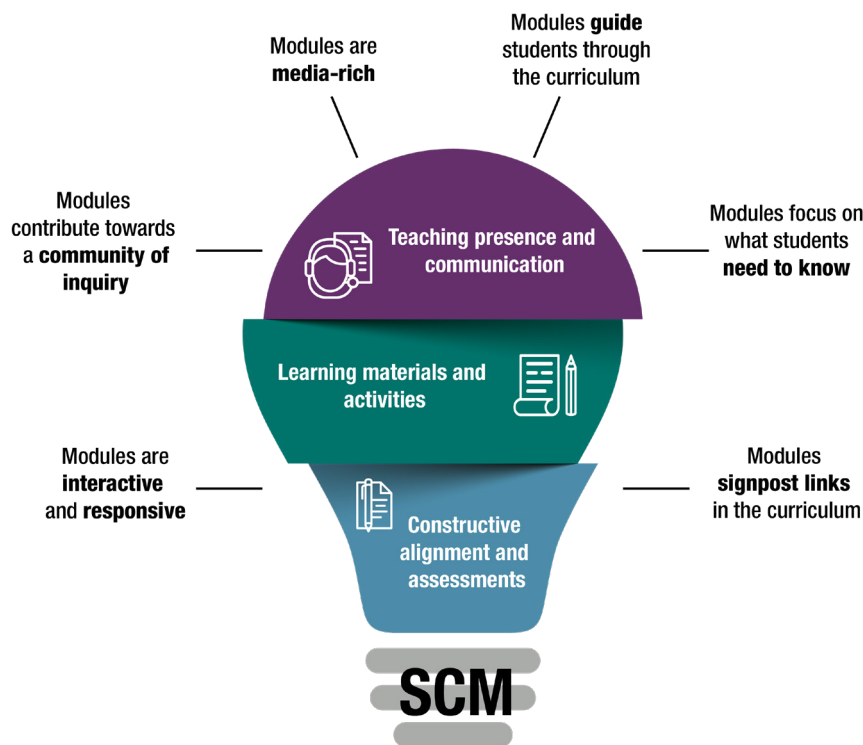 Modules are
media-rich
Modules guide
students through
the curriculum
Modules
contribute towards
a community of
inquiry
Teaching presence and
communication
Modules focus on
what students
need to know
Learning materials and
activities
Modules are
interactive
and responsive
Constructive
alignment and
assessments
Modules
signpost links
in the curriculum
SCM